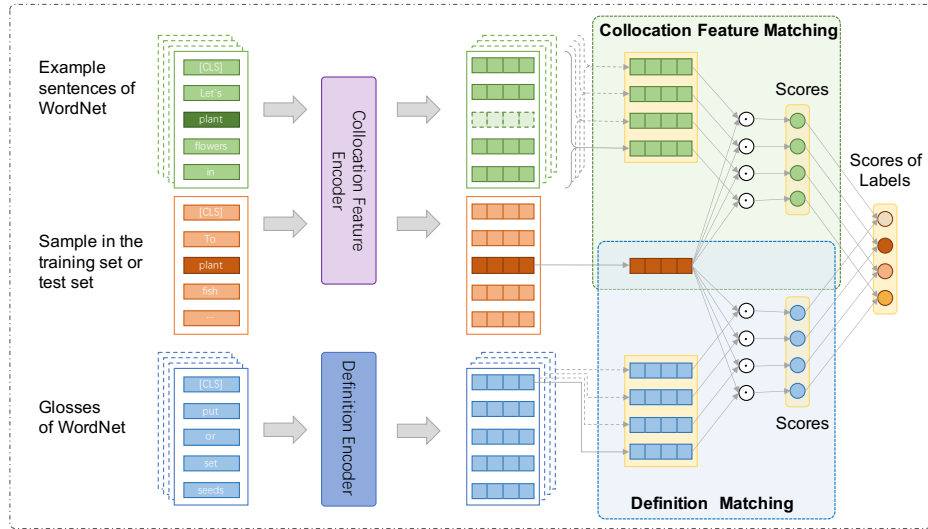 Example
sentences of
WordNet
[CLS]
Let's
plant
flowers
in
Collocation Feature
Encoder
Collocation Feature Matching
Scores
Scores of
Labels
Sample in the
training set or
test set
[CLS]
To
plant
fish
...
Glosses
of WordNet
[CLS]
put
or
set
seeds
Definition Encoder
Scores
Definition Matching